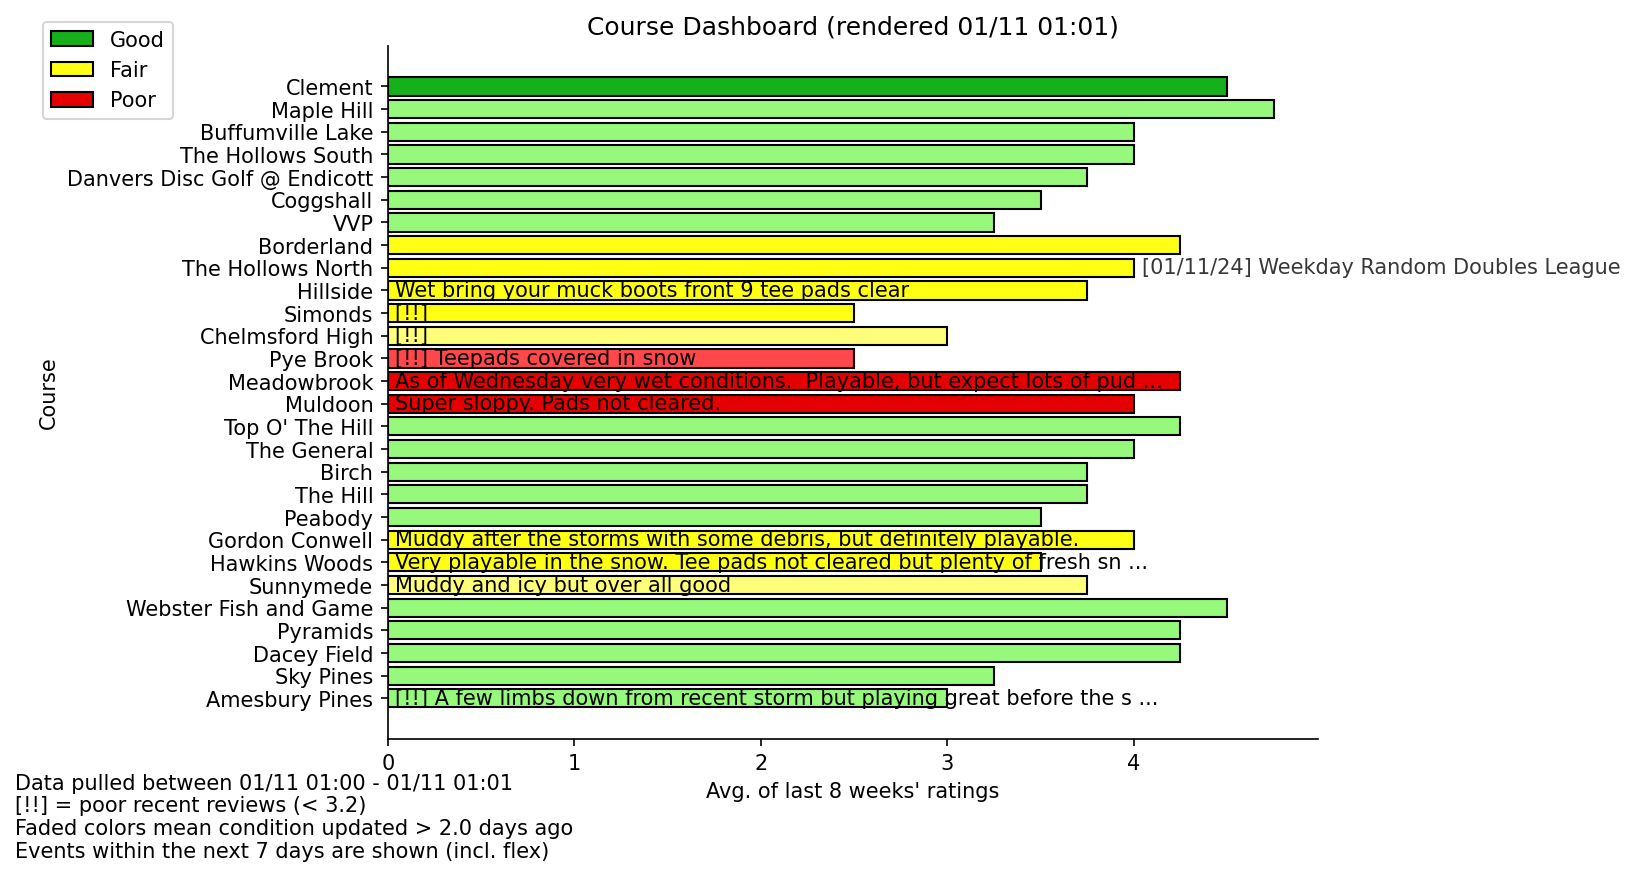 Course Dashboard (rendered 01/11 01:01)
Good
Fair
Poor
Clement
Maple Hill
Buffumville Lake
The Hollows South
Danvers Disc Golf @ Endicott
Coggshall
VVP
Borderland
The Hollows North [01/11/24] Weekday Random Doubles League
Hillside Wet bring your muck boots front 9 tee pads clear
Simonds [!!]
Chelmsford High [!!]
Pye Brook [!!] Teepads covered in snow
Meadowbrook As of Wednesday very wet conditions.  Playable, but expect lots of pud ...
Muldoon Super sloppy. Pads not cleared.
Top O' The Hill
The General
Birch
The Hill
Peabody
Gordon Conwell Muddy after the storms with some debris, but definitely playable.
Hawkins Woods Very playable in the snow. Tee pads not cleared but plenty of fresh sn ...
Sunnymede Muddy and icy but over all good
Webster Fish and Game
Pyramids
Dacey Field
Sky Pines
Amesbury Pines [!!] A few limbs down from recent storm but playing great before the s ...
Course
0 1 2 3 4
Avg. of last 8 weeks' ratings
Data pulled between 01/11 01:00 - 01/11 01:01
[!!] = poor recent reviews (< 3.2)
Faded colors mean condition updated > 2.0 days ago
Events within the next 7 days are shown (incl. flex)